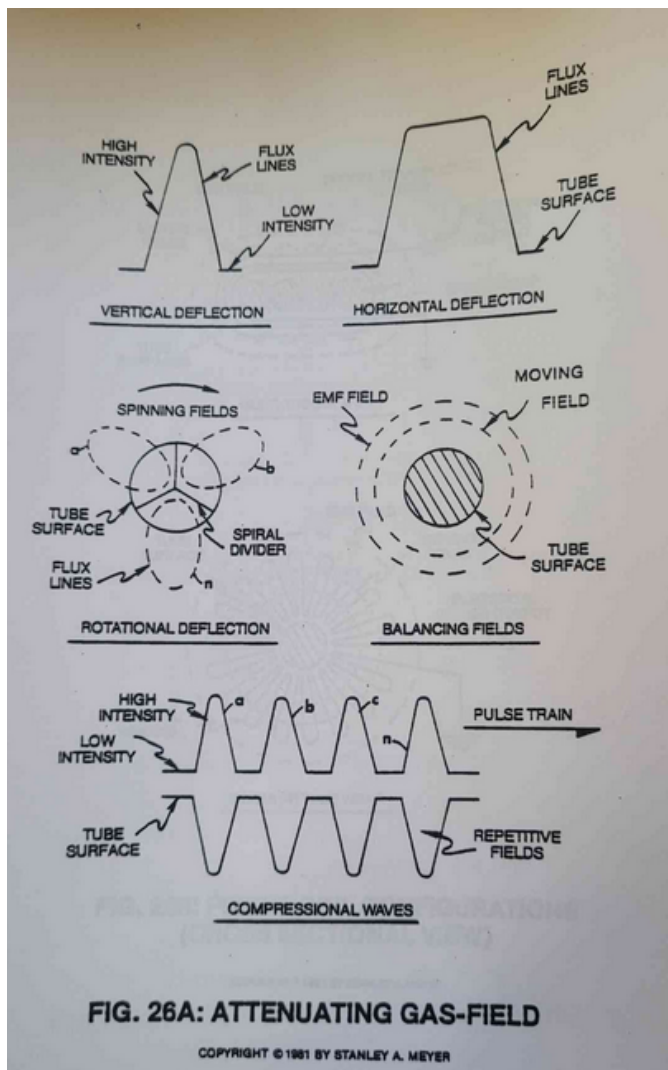 FLUX
LINES
HIGH
INTENSITY
FLUX
LINES
LOW
INTENSITY
TUBE
SURFACE
VERTICAL DEFLECTION
HORIZONTAL DEFLECTION
SPINNING FIELDS
a
b
TUBE
SURFACE
SPIRAL
DIVIDER
FLUX
LINES
n
ROTATIONAL DEFLECTION
EMF FIELD
MOVING
FIELD
TUBE
SURFACE
BALANCING FIELDS
HIGH
INTENSITY
a
b
c
n
PULSE TRAIN
LOW
INTENSITY
TUBE
SURFACE
REPETITIVE
FIELDS
COMPRESSIONAL WAVES
FIG. 26A: ATTENUATING GAS-FIELD
COPYRIGHT © 1981 BY STANLEY A. MEYER